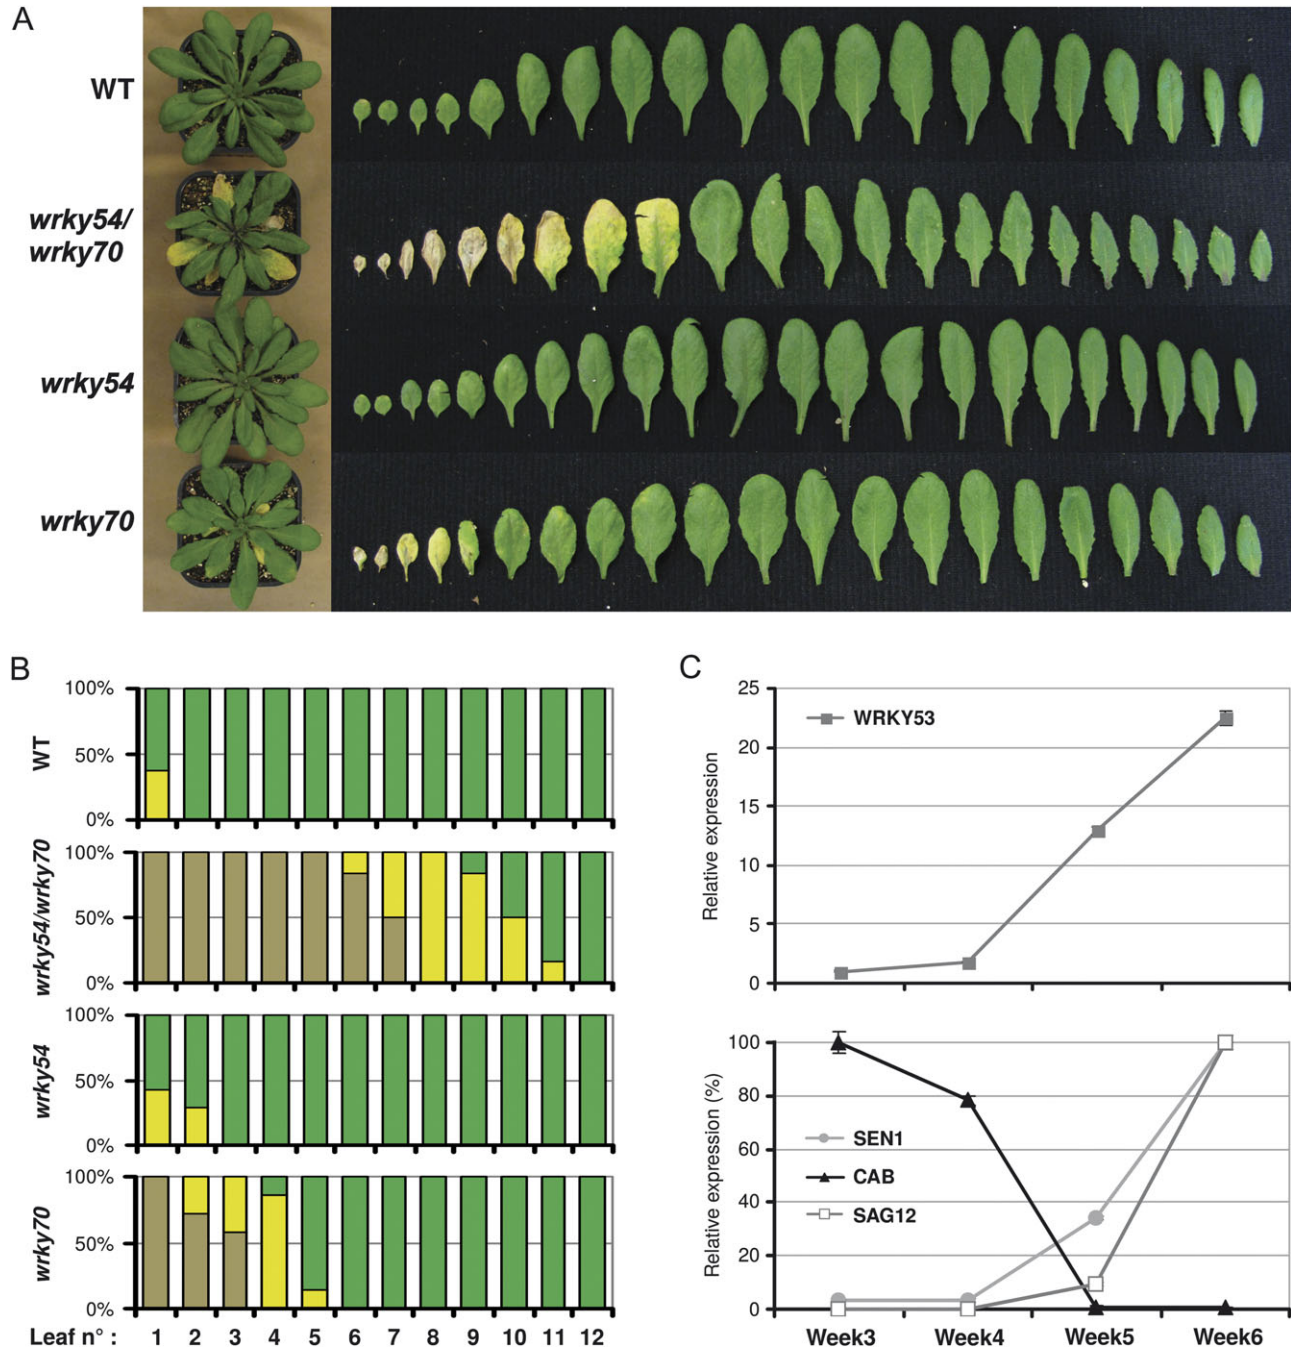 A
WT
wrky54/
wrky70
wrky54
wrky70
B
WT
100%
50%
0%
wrky54/wrky70
100%
50%
0%
wrky54
100%
50%
0%
wrky70
100%
50%
0%
Leaf n° : 1 2 3 4 5 6 7 8 9 10 11 12
C
Relative expression
25
20
15
10
5
0
WRKY53
Relative expression (%)
100
80
60
40
20
0
SEN1
CAB
SAG12
Week3 Week4 Week5 Week6